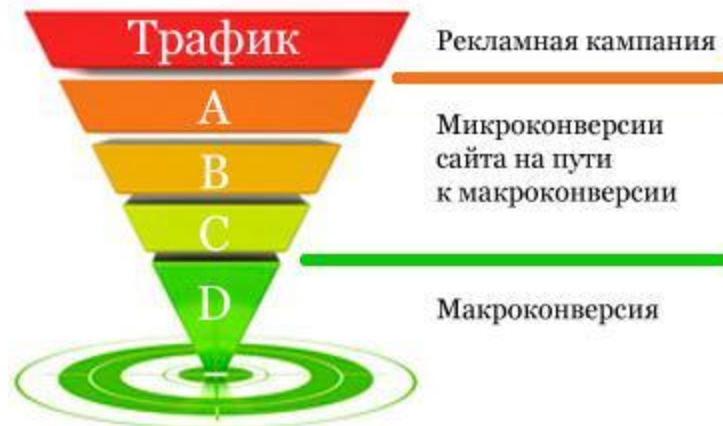 Трафик
Рекламная кампания
A
Микроконверсии
сайта на пути
к макроконверсии
B
C
D
Макроконверсия